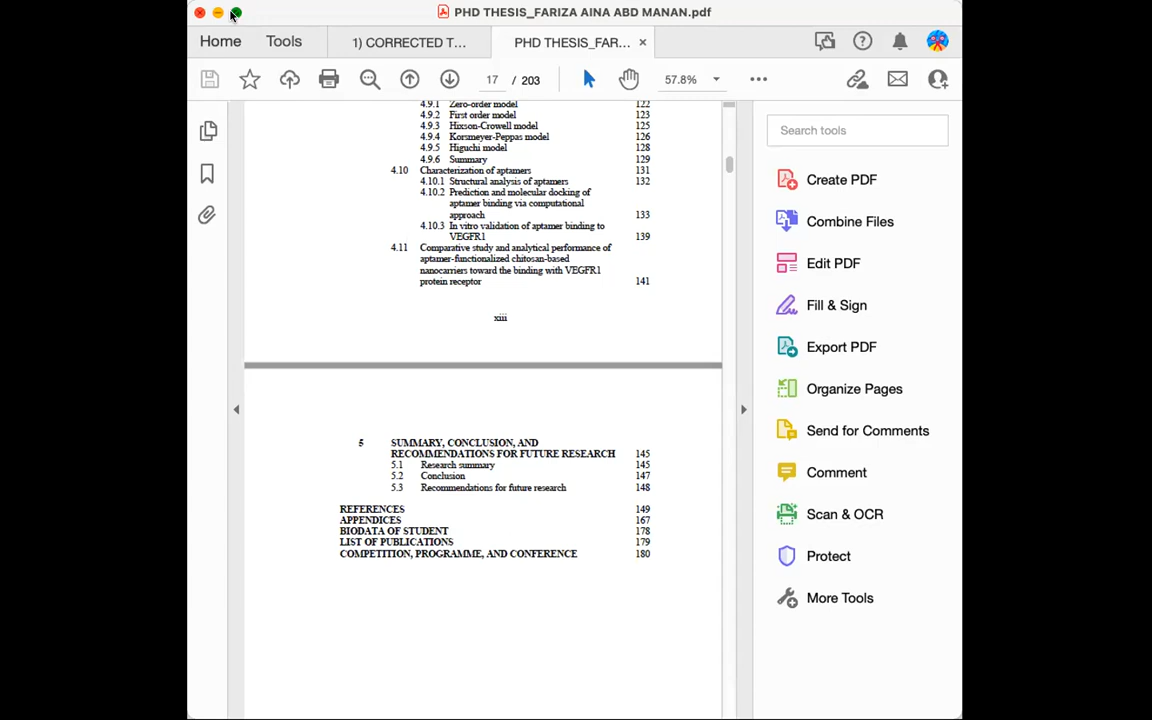 PHD THESIS_FARIZA AINA ABD MANAN.pdf
Home Tools 1) CORRECTED T... PHD THESIS_FAR... ×
17 / 203 57.8%
4.9.1 Zero-order model 122
4.9.2 First order model 123
4.9.3 Hixson-Crowell model 125
4.9.4 Korsmeyer-Peppas model 126
4.9.5 Higuchi model 128
4.9.6 Summary 129
4.10 Characterization of aptamers 131
4.10.1 Structural analysis of aptamers 132
4.10.2 Prediction and molecular docking of
aptamer binding via computational
approach 133
4.10.3 In vitro validation of aptamer binding to
VEGFR1 139
4.11 Comparative study and analytical performance of
aptamer-functionalized chitosan-based
nanocarriers toward the binding with VEGFR1
protein receptor 141
xiii
5 SUMMARY, CONCLUSION, AND
RECOMMENDATIONS FOR FUTURE RESEARCH 145
5.1 Research summary 145
5.2 Conclusion 147
5.3 Recommendations for future research 148
REFERENCES 149
APPENDICES 167
BIODATA OF STUDENT 178
LIST OF PUBLICATIONS 179
COMPETITION, PROGRAMME, AND CONFERENCE 180
Search tools
Create PDF
Combine Files
Edit PDF
Fill & Sign
Export PDF
Organize Pages
Send for Comments
Comment
Scan & OCR
Protect
More Tools